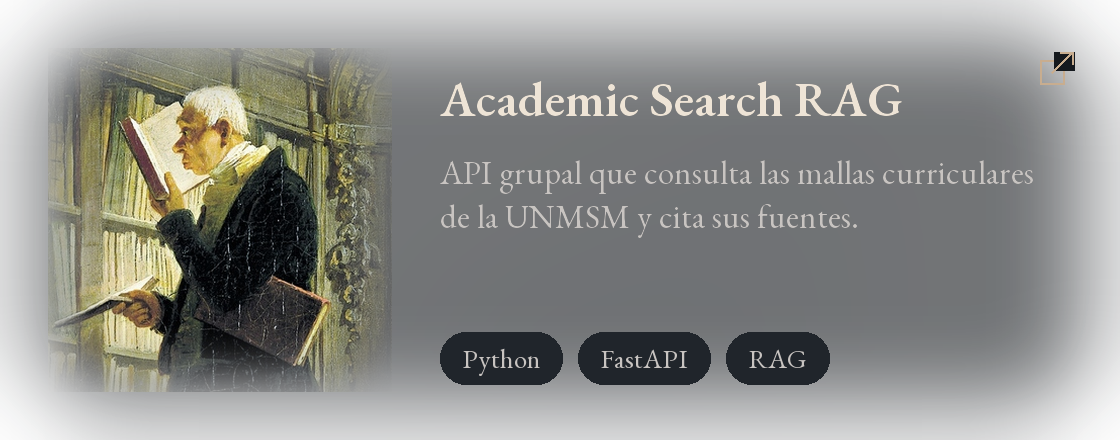 Academic Search RAG
API grupal que consulta las mallas curriculares
de la UNMSM y cita sus fuentes.
Python
FastAPI
RAG